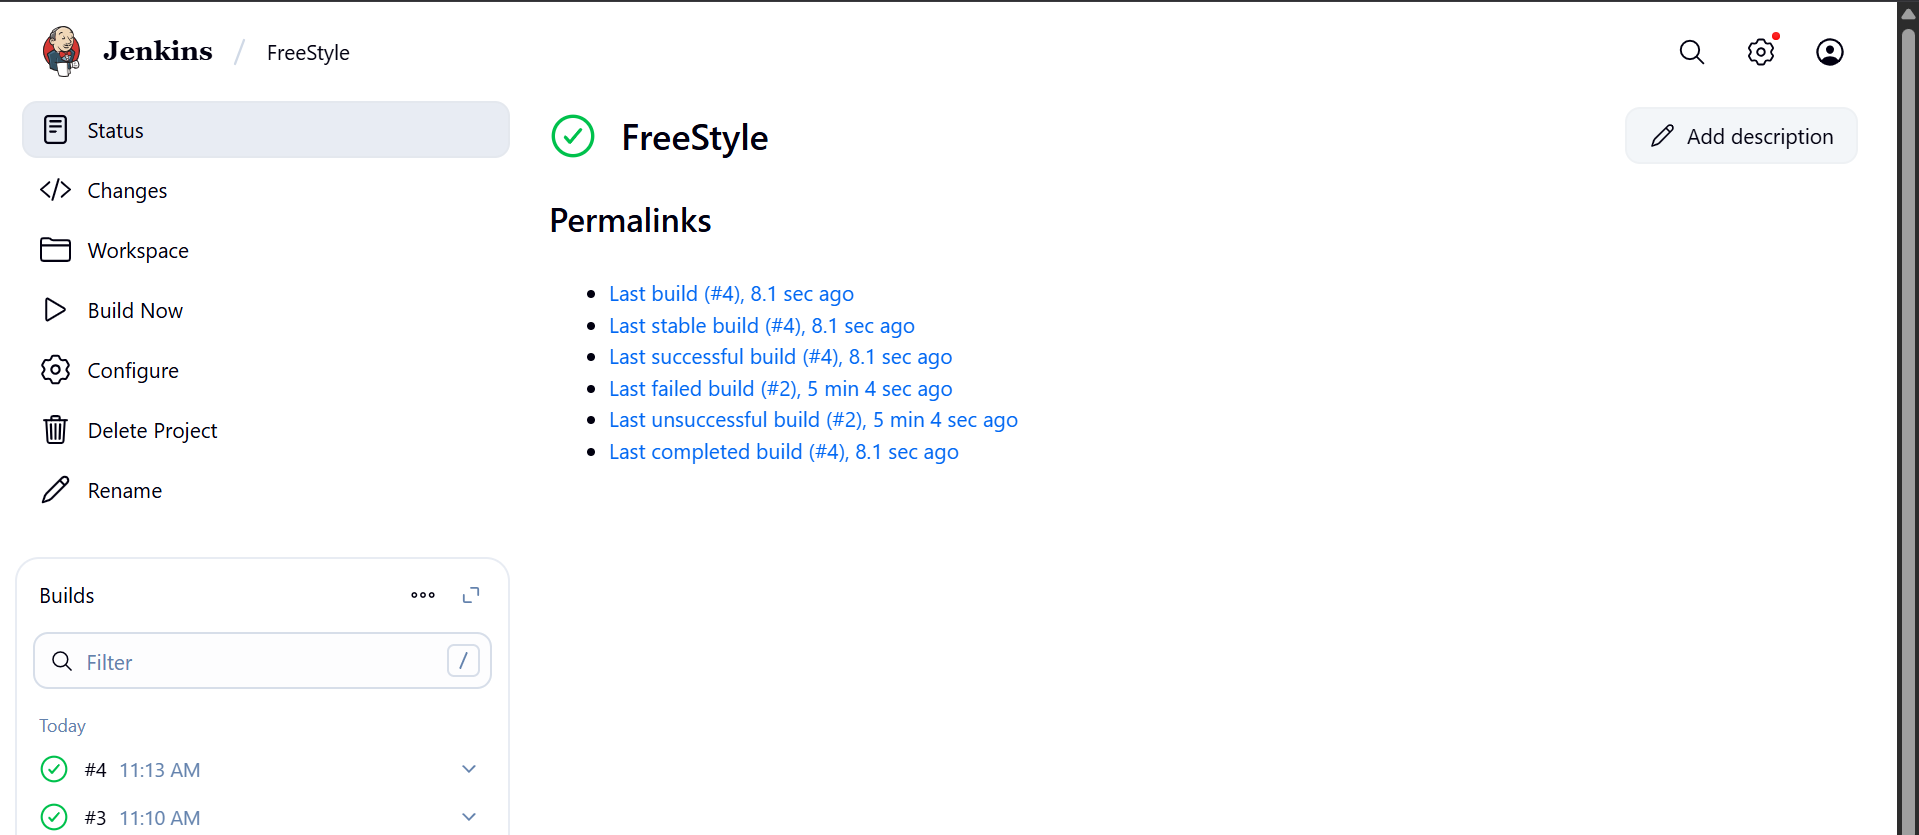 Jenkins / FreeStyle
Status
Changes
Workspace
Build Now
Configure
Delete Project
Rename
Builds
Filter /
Today
#4 11:13 AM
#3 11:10 AM
FreeStyle
Add description
Permalinks
Last build (#4), 8.1 sec ago
Last stable build (#4), 8.1 sec ago
Last successful build (#4), 8.1 sec ago
Last failed build (#2), 5 min 4 sec ago
Last unsuccessful build (#2), 5 min 4 sec ago
Last completed build (#4), 8.1 sec ago